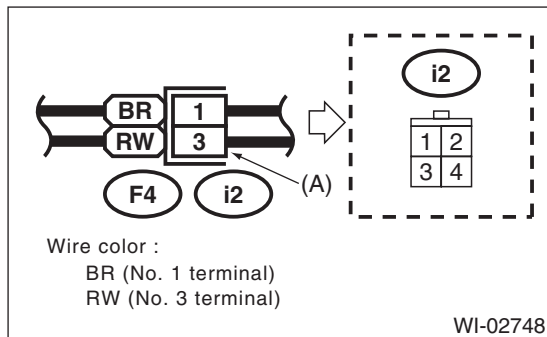 i2
BR 1
RW 3
1 2
3 4
F4 i2 (A)
Wire color :
BR (No. 1 terminal)
RW (No. 3 terminal)
WI-02748